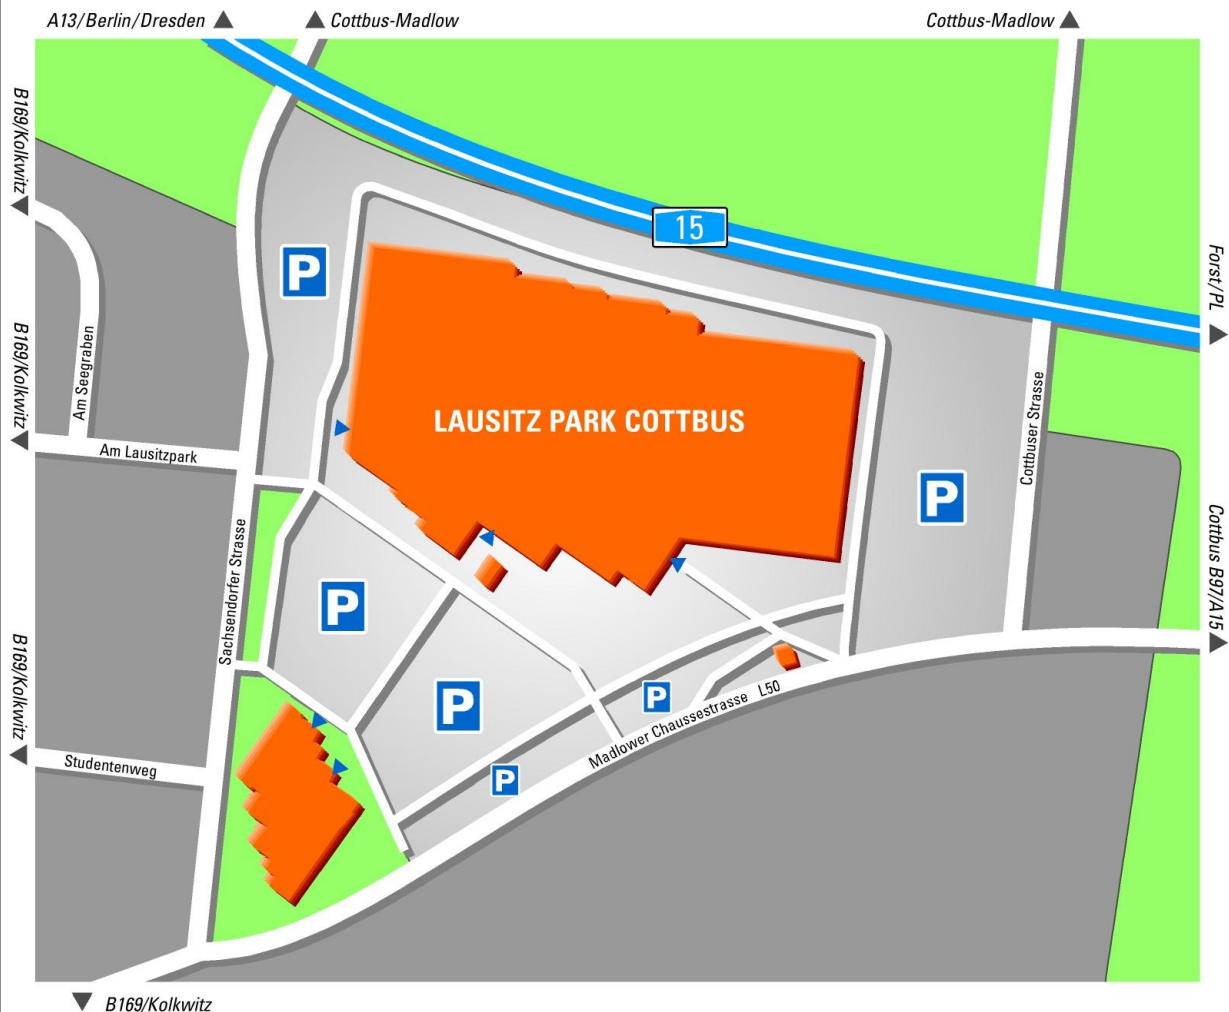 A13/Berlin/Dresden
Cottbus-Madlow
Cottbus-Madlow
B169/Kolkwitz
15
Forst/PL
P
B169/Kolkwitz
Am Seegraben
LAUSITZ PARK COTTBUS
Cottbuser Strasse
Am Lausitzpark
P
Sachsendorfer Strasse
Cottbus B97/A15
P
B169/Kolkwitz
P
P
Madlower Chaussestrasse L50
Studentenweg
P
B169/Kolkwitz